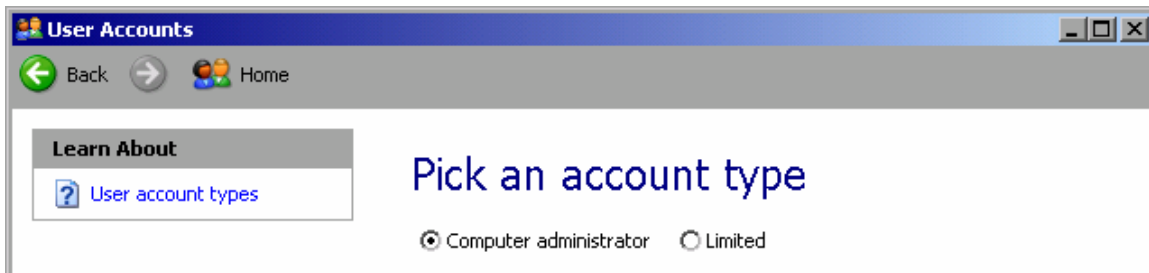 User Accounts
Back Home
Learn About
Pick an account type
User account types
Computer administrator Limited